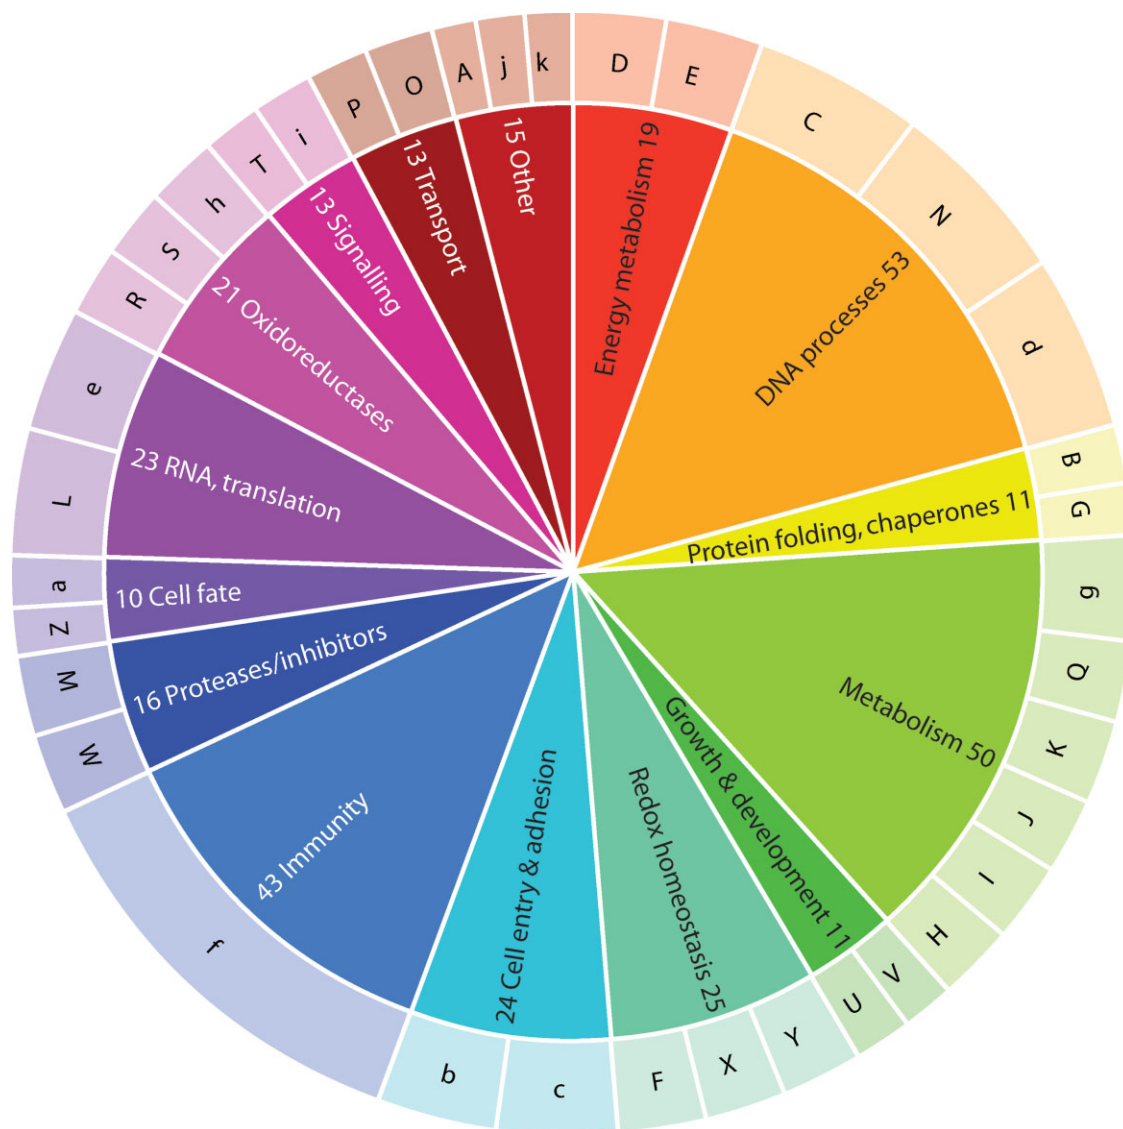 D
E
C
N
d
B
G
g
Q
K
J
I
H
V
U
Y
X
F
c
b
f
W
M
Z
a
L
e
R
S
h
T
i
P
O
A
j
k
Energy metabolism 19
DNA processes 53
Protein folding, chaperones 11
Metabolism 50
Growth & development 11
Redox homeostasis 25
24 Cell entry & adhesion
43 Immunity
16 Proteases/inhibitors
10 Cell fate
23 RNA, translation
21 Oxidoreductases
13 Signalling
13 Transport
15 Other